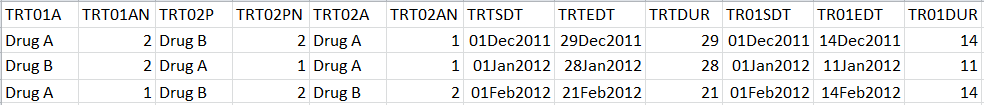 TRT01A TRT01AN TRT02P TRT02PN TRT02A TRT02AN TRTSDT TRTEDT TRTDUR TR01SDT TR01EDT TR01DUR
Drug A 2 Drug B 2 Drug A 1 01Dec2011 29Dec2011 29 01Dec2011 14Dec2011 14
Drug B 2 Drug A 1 Drug A 1 01Jan2012 28Jan2012 28 01Jan2012 11Jan2012 11
Drug A 1 Drug B 2 Drug B 2 01Feb2012 21Feb2012 21 01Feb2012 14Feb2012 14